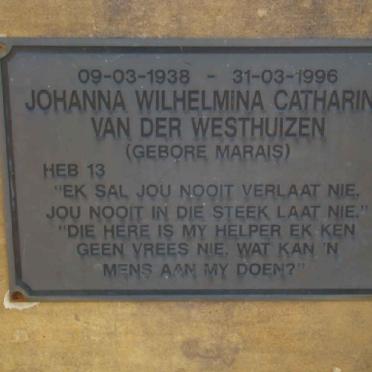 09-03-1938 - 31-03-1996
JOHANNA WILHELMINA CATHARIN
VAN DER WESTHUIZEN
(GEBORE MARAIS)
HEB 13
"EK SAL JOU NOOIT VERLAAT NIE.
JOU NOOIT IN DIE STEEK LAAT NIE."
"DIE HERE IS MY HELPER EK KEN
GEEN VREES NIE. WAT KAN 'N
MENS AAN MY DOEN?"